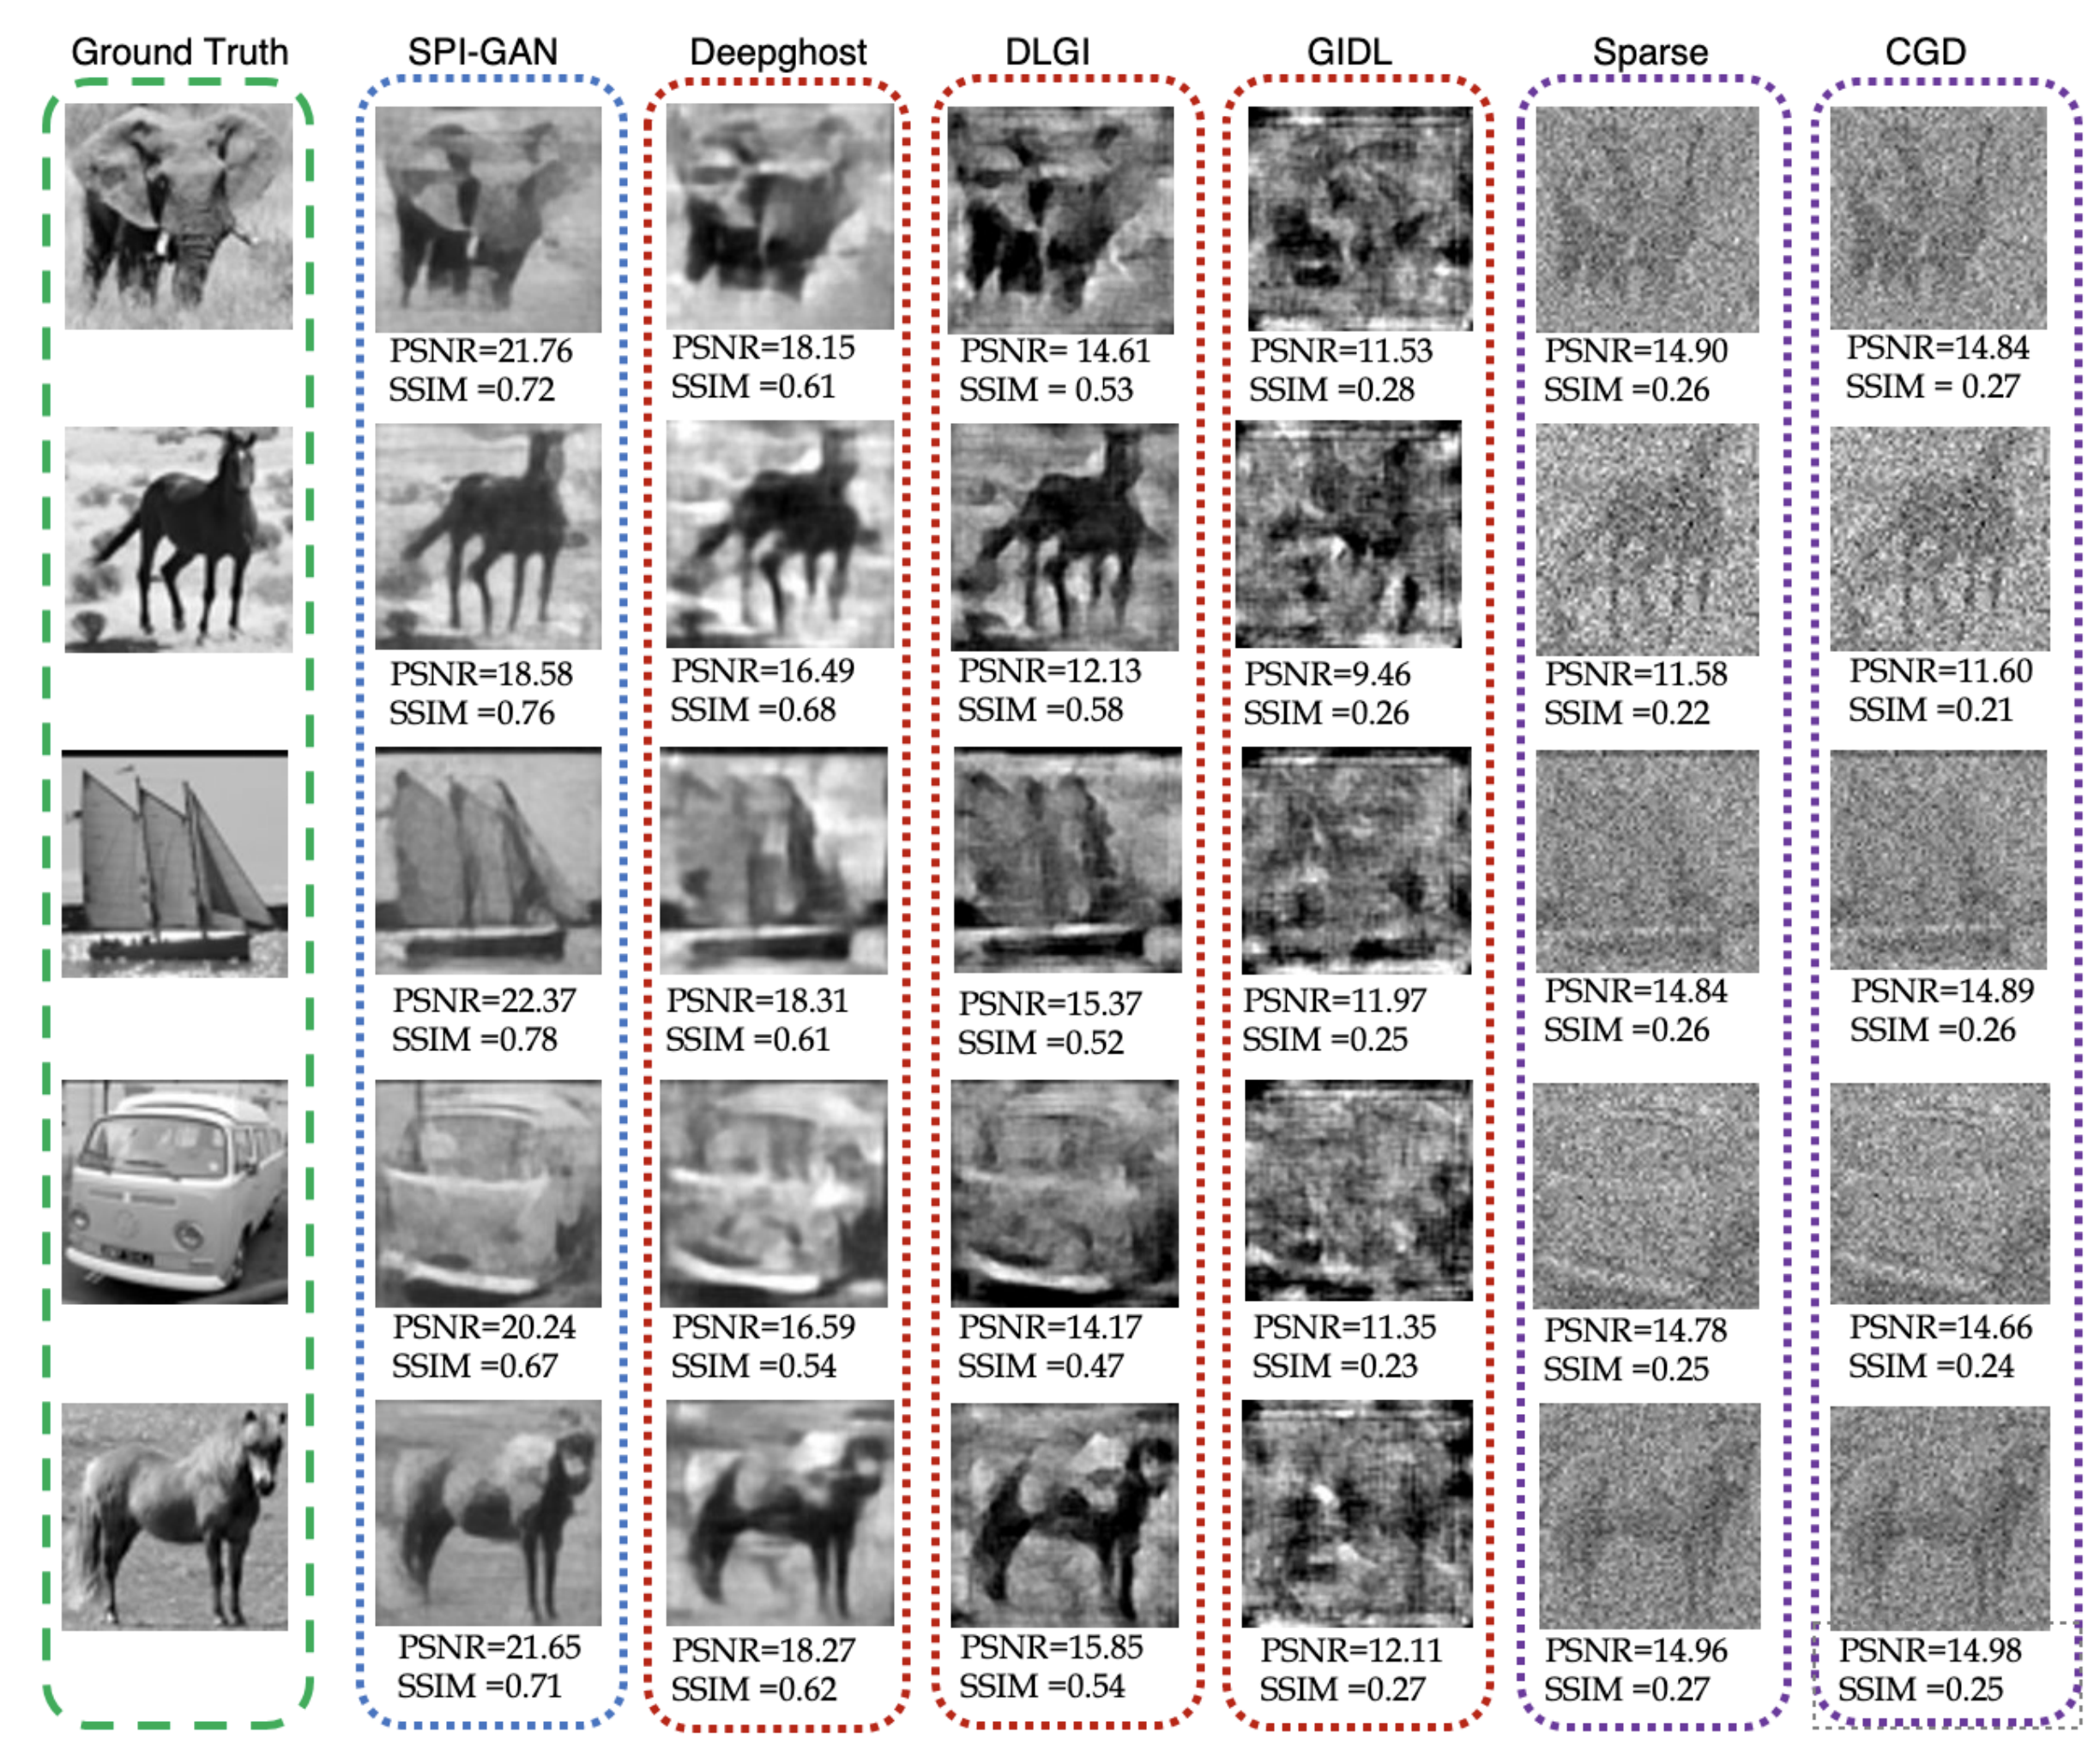 Ground Truth SPI-GAN Deepghost DLGI GIDL Sparse CGD
PSNR=21.76 PSNR=18.15 PSNR= 14.61 PSNR=11.53 PSNR=14.90 PSNR=14.84
SSIM =0.72 SSIM =0.61 SSIM = 0.53 SSIM =0.28 SSIM =0.26 SSIM = 0.27
PSNR=18.58 PSNR=16.49 PSNR=12.13 PSNR=9.46 PSNR=11.58 PSNR=11.60
SSIM =0.76 SSIM =0.68 SSIM =0.58 SSIM =0.26 SSIM =0.22 SSIM =0.21
PSNR=22.37 PSNR=18.31 PSNR=15.37 PSNR=11.97 PSNR=14.84 PSNR=14.89
SSIM =0.78 SSIM =0.61 SSIM =0.52 SSIM =0.25 SSIM =0.26 SSIM =0.26
PSNR=20.24 PSNR=16.59 PSNR=14.17 PSNR=11.35 PSNR=14.78 PSNR=14.66
SSIM =0.67 SSIM =0.54 SSIM =0.47 SSIM =0.23 SSIM =0.25 SSIM =0.24
PSNR=21.65 PSNR=18.27 PSNR=15.85 PSNR=12.11 PSNR=14.96 PSNR=14.98
SSIM =0.71 SSIM =0.62 SSIM =0.54 SSIM =0.27 SSIM =0.27 SSIM =0.25